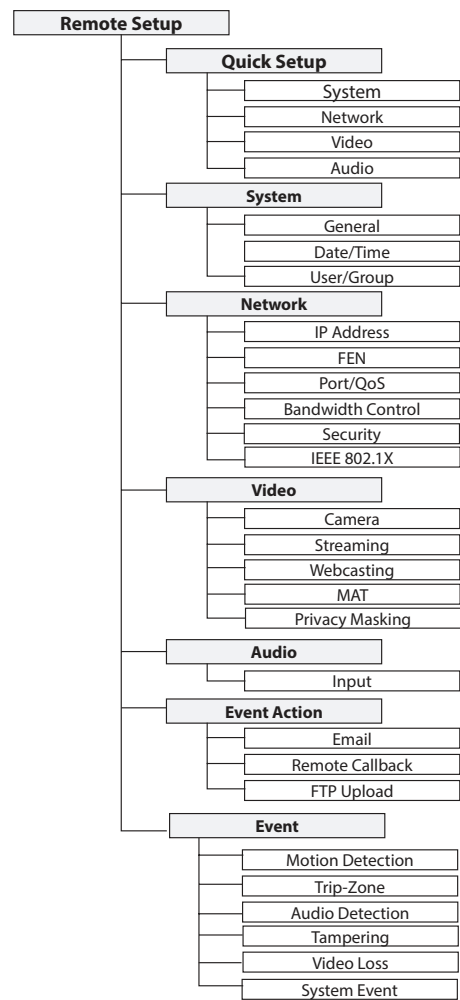 Remote Setup
Quick Setup
System
Network
Video
Audio
System
General
Date/Time
User/Group
Network
IP Address
FEN
Port/QoS
Bandwidth Control
Security
IEEE 802.1X
Video
Camera
Streaming
Webcasting
MAT
Privacy Masking
Audio
Input
Event Action
Email
Remote Callback
FTP Upload
Event
Motion Detection
Trip-Zone
Audio Detection
Tampering
Video Loss
System Event